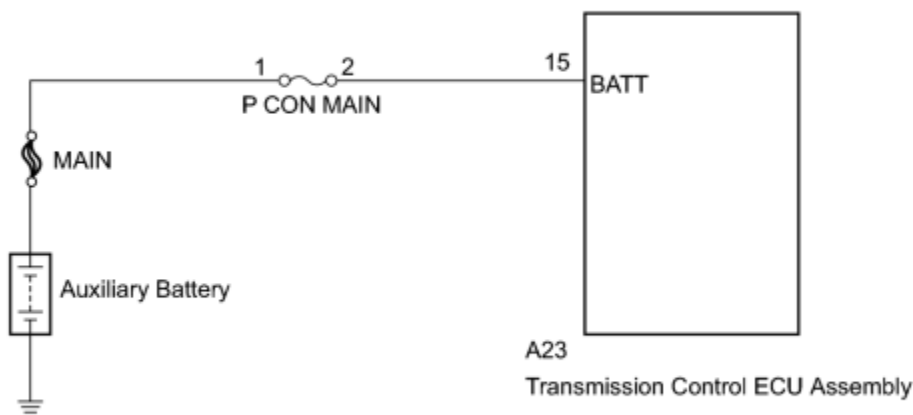 1 2 15
BATT
P CON MAIN
MAIN
Auxiliary Battery
A23
Transmission Control ECU Assembly